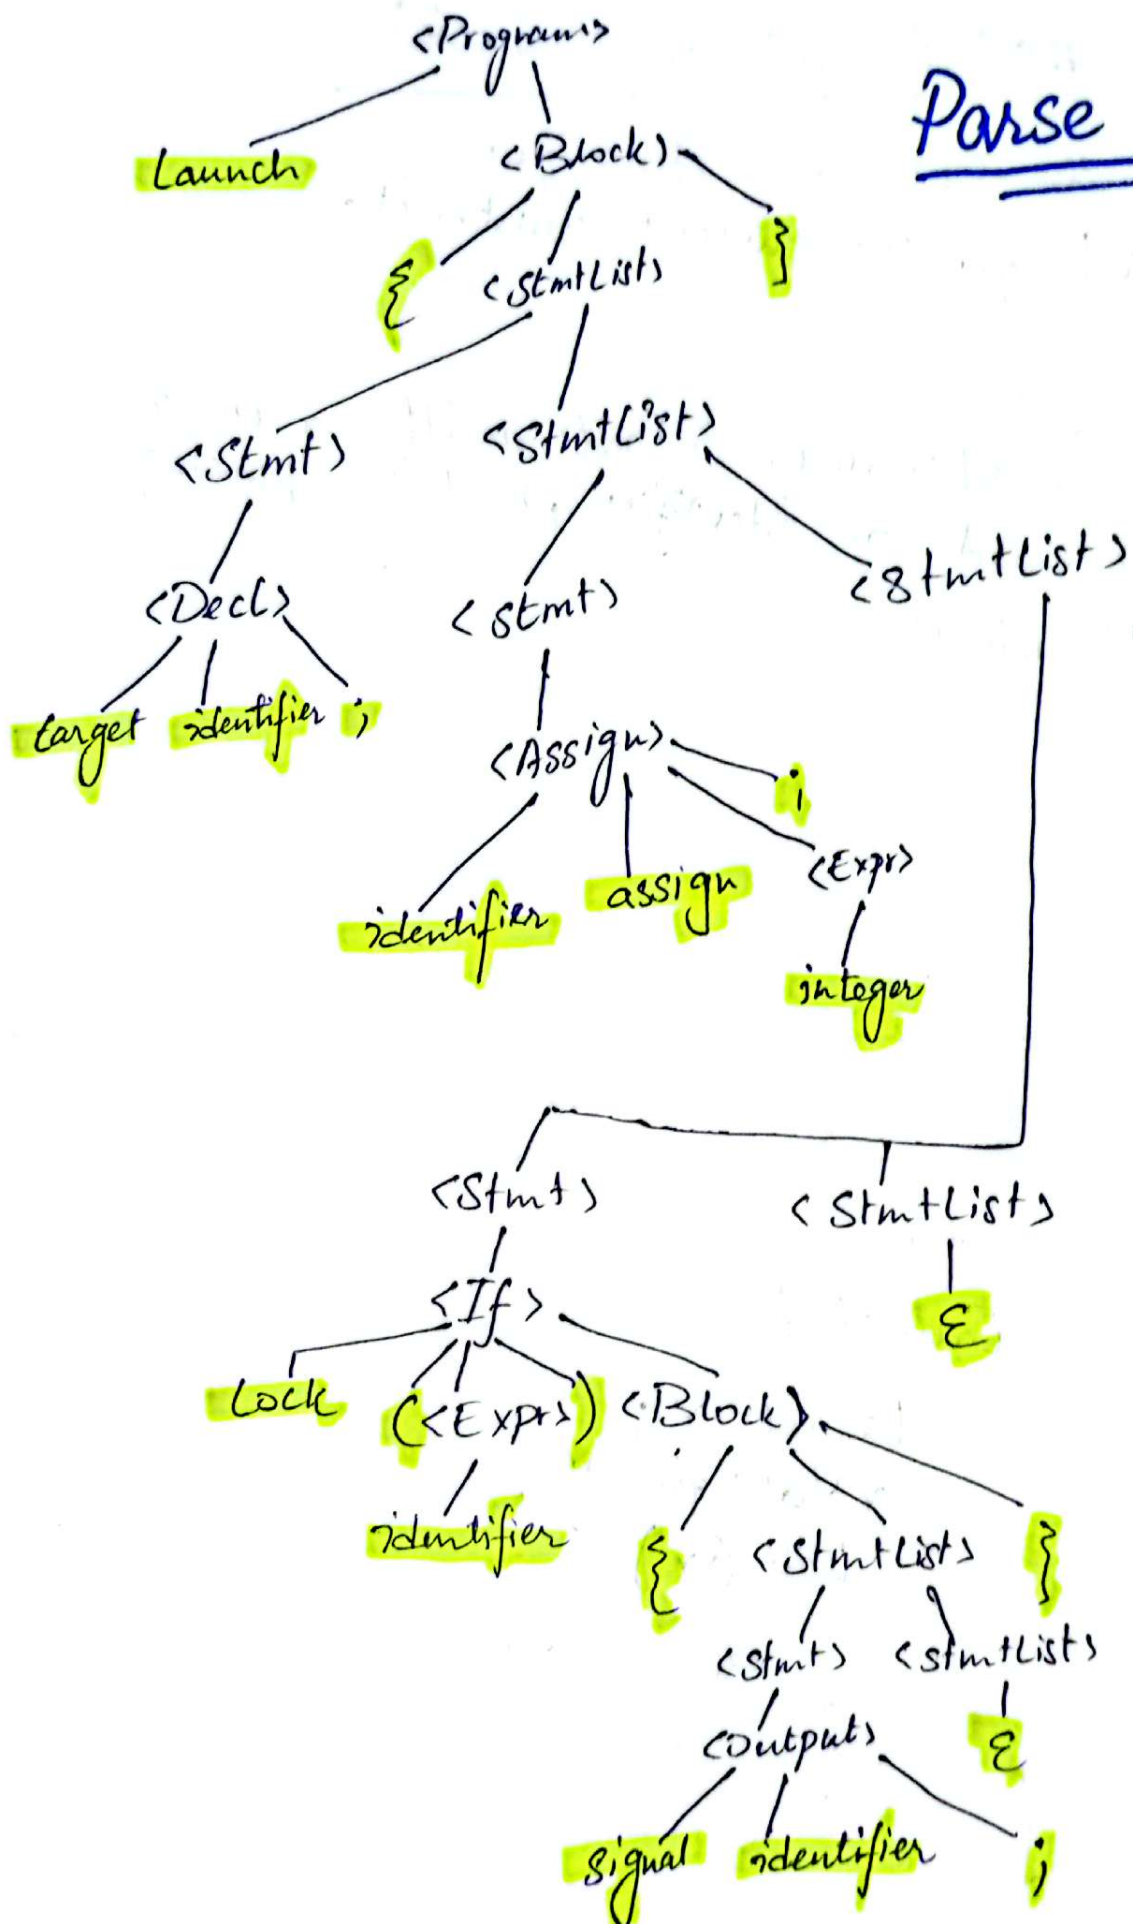 <Program>
Parse
Launch <Block>
{ <StmtList> }
<Stmt> <StmtList>
<Decl> <Stmt> <StmtList>
target identifier ;
<Assign> ;
identifier assign <Expr>
integer
<Stmt> <StmtList>
<If> ε
lock (<Expr>) <Block>
identifier { <StmtList> }
<Stmt> <StmtList>
<Output> ε
signal identifier ;